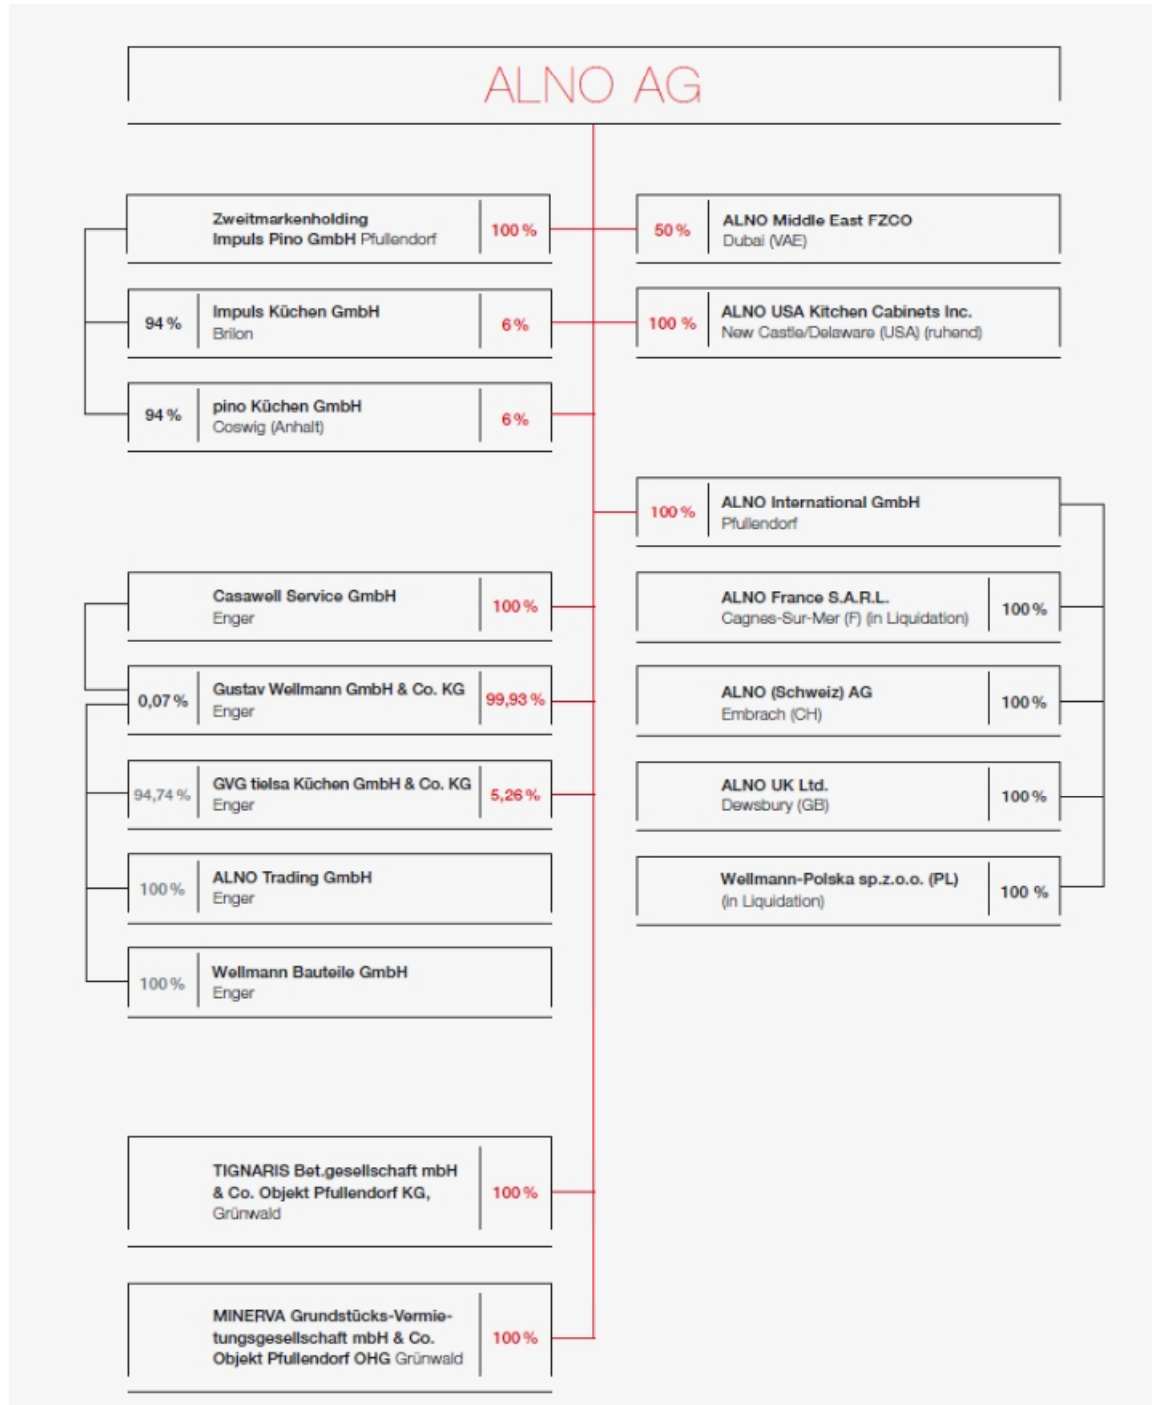 ALNO AG
Zweitmarkenholding
Impuls Pino GmbH Pfullendorf
100 %
50 %
ALNO Middle East FZCO
Dubai (VAE)
94 %
Impuls Küchen GmbH
Brilon
6 %
100 %
ALNO USA Kitchen Cabinets Inc.
New Castle/Delaware (USA) (ruhend)
94 %
pino Küchen GmbH
Coswig (Anhalt)
6 %
100 %
ALNO International GmbH
Pfullendorf
Casawell Service GmbH
Enger
100 %
ALNO France S.A.R.L.
Cagnes-Sur-Mer (F) (in Liquidation)
100 %
0,07 %
Gustav Wellmann GmbH & Co. KG
Enger
99,93 %
ALNO (Schweiz) AG
Embrach (CH)
100 %
94,74 %
GVG tielsa Küchen GmbH & Co. KG
Enger
5,26 %
ALNO UK Ltd.
Dewsbury (GB)
100 %
100 %
ALNO Trading GmbH
Enger
Wellmann-Polska sp.z.o.o. (PL)
(in Liquidation)
100 %
100 %
Wellmann Bauteile GmbH
Enger
TIGNARIS Bet.gesellschaft mbH
& Co. Objekt Pfullendorf KG,
Grünwald
100 %
MINERVA Grundstücks-Vermie-
tungsgesellschaft mbH & Co.
Objekt Pfullendorf OHG Grünwald
100 %